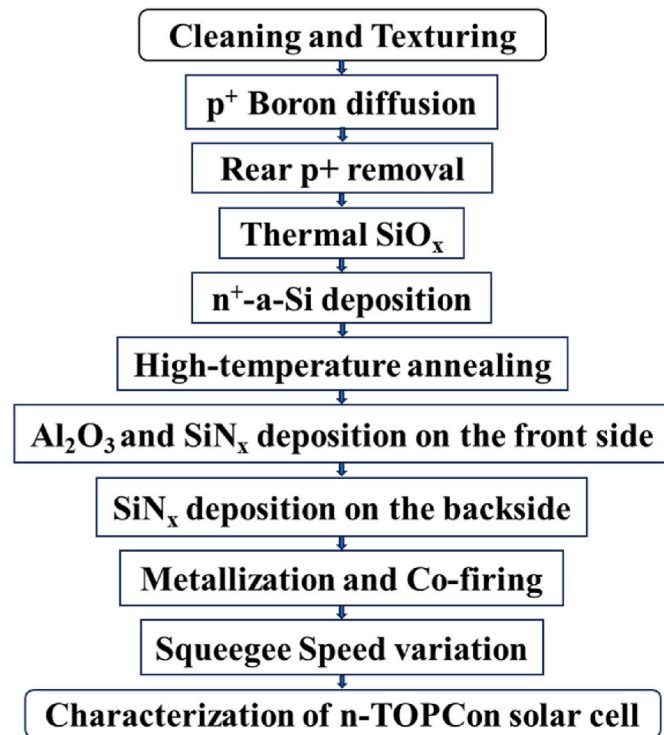 Cleaning and Texturing
p⁺ Boron diffusion
Rear p+ removal
Thermal SiOₓ
n⁺-a-Si deposition
High-temperature annealing
Al₂O₃ and SiNₓ deposition on the front side
SiNₓ deposition on the backside
Metallization and Co-firing
Squeegee Speed variation
Characterization of n-TOPCon solar cell